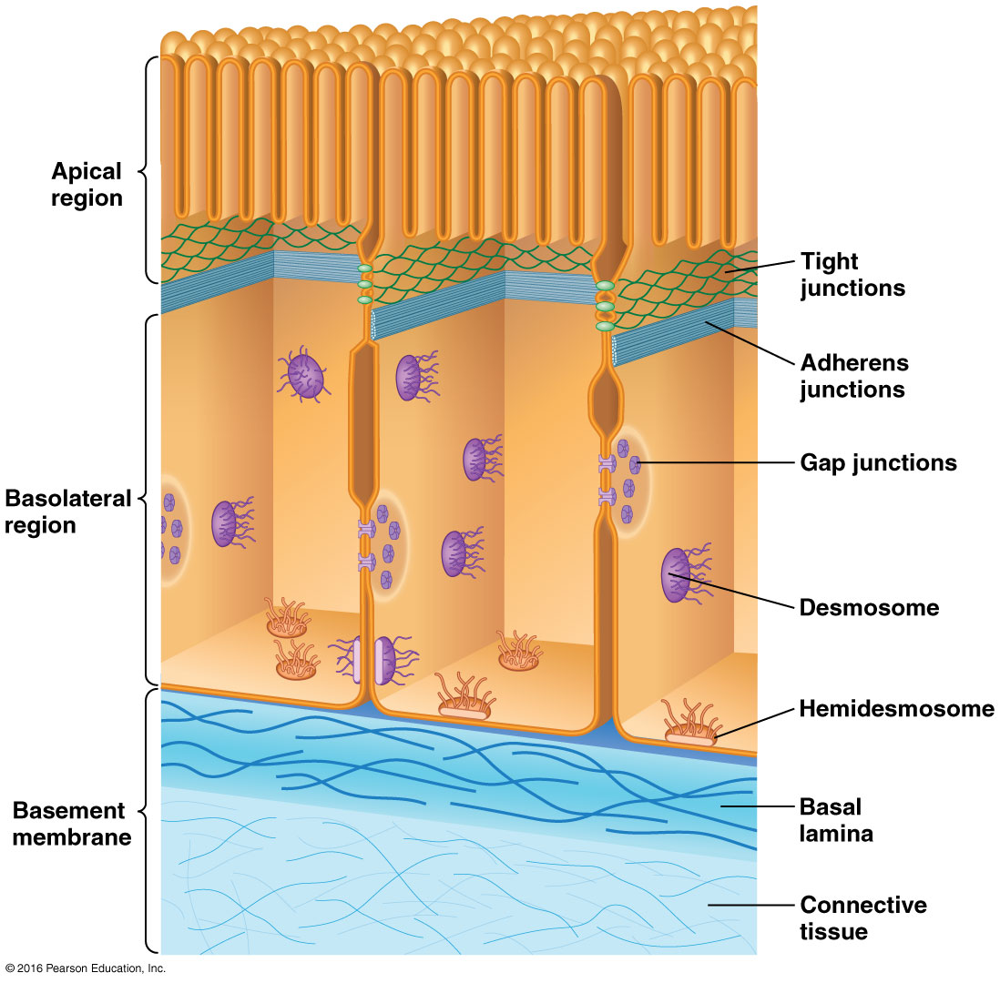 Apical
region
Basolateral
region
Basement
membrane
Tight
junctions
Adherens
junctions
Gap junctions
Desmosome
Hemidesmosome
Basal
lamina
Connective
tissue
© 2016 Pearson Education, Inc.